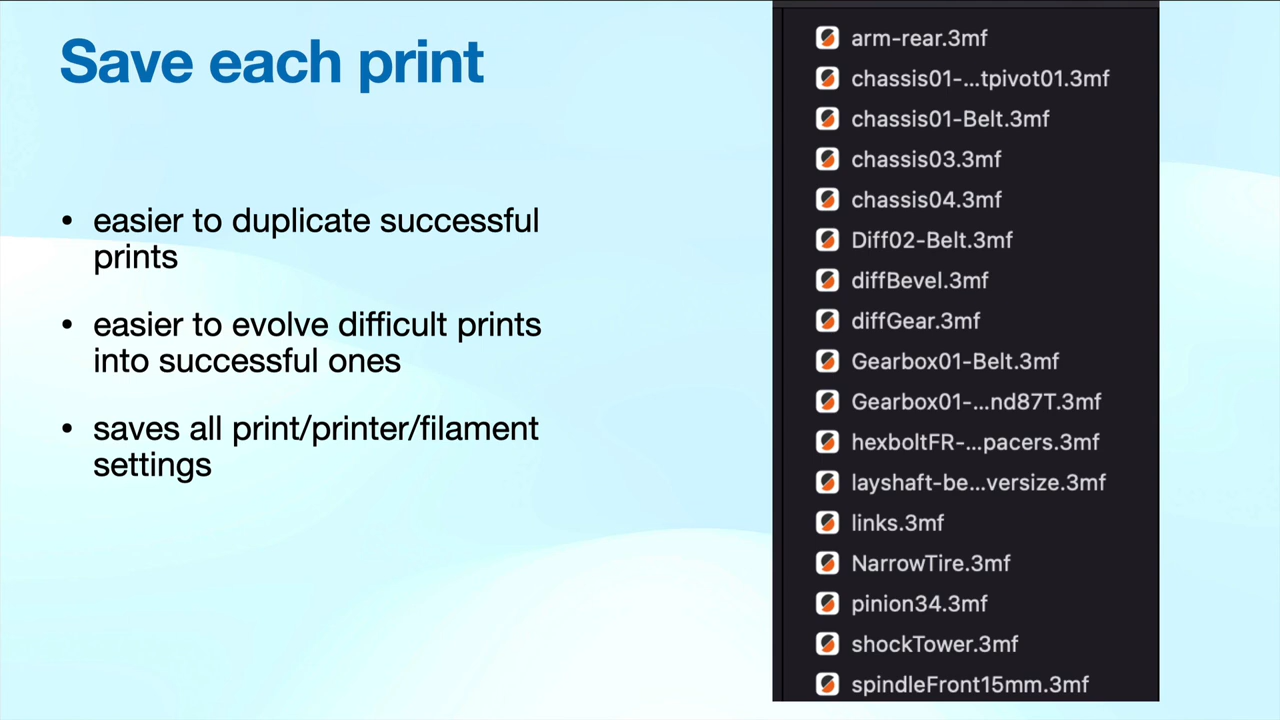 Save each print
• easier to duplicate successful
prints
• easier to evolve difficult prints
into successful ones
• saves all print/printer/filament
settings
arm-rear.3mf
chassis01-...tpivot01.3mf
chassis01-Belt.3mf
chassis03.3mf
chassis04.3mf
Diff02-Belt.3mf
diffBevel.3mf
diffGear.3mf
Gearbox01-Belt.3mf
Gearbox01-...nd87T.3mf
hexboltFR-...pacers.3mf
layshaft-be...versize.3mf
links.3mf
NarrowTire.3mf
pinion34.3mf
shockTower.3mf
spindleFront15mm.3mf